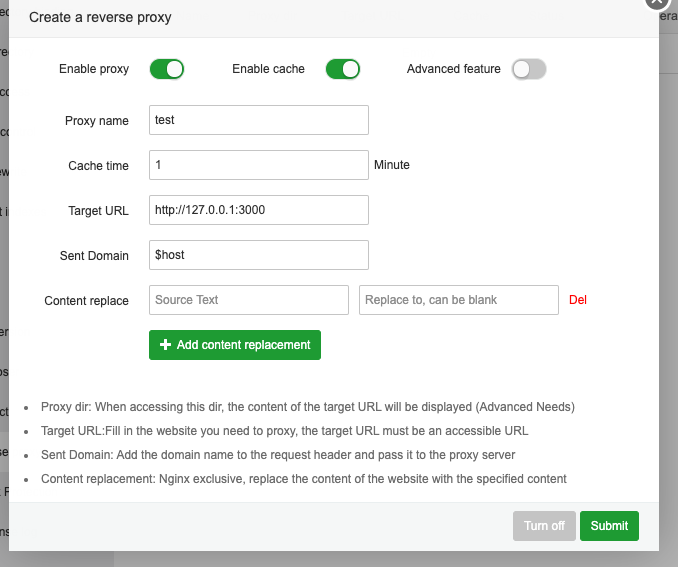 Create a reverse proxy
Enable proxy Enable cache Advanced feature
Proxy name test
Cache time 1 Minute
Target URL http://127.0.0.1:3000
Sent Domain $host
Content replace Source Text Replace to, can be blank Del
Add content replacement
Proxy dir: When accessing this dir, the content of the target URL will be displayed (Advanced Needs)
Target URL:Fill in the website you need to proxy, the target URL must be an accessible URL
Sent Domain: Add the domain name to the request header and pass it to the proxy server
Content replacement: Nginx exclusive, replace the content of the website with the specified content
Turn off Submit